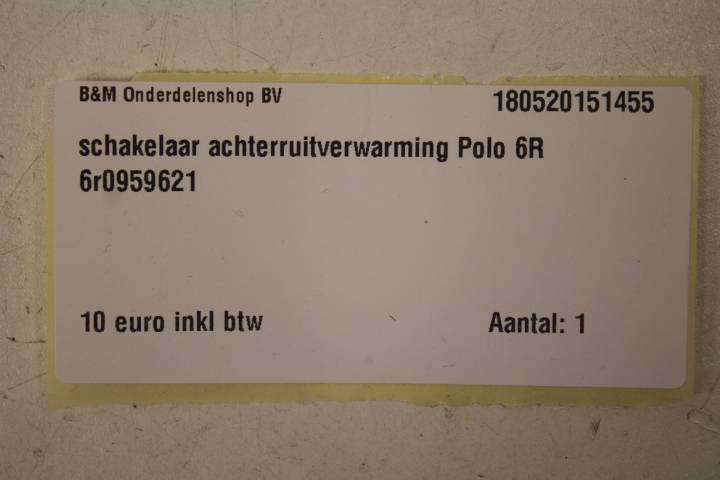 B&M Onderdelenshop BV 180520151455
schakelaar achterruitverwarming Polo 6R
6r0959621
10 euro inkl btw Aantal: 1